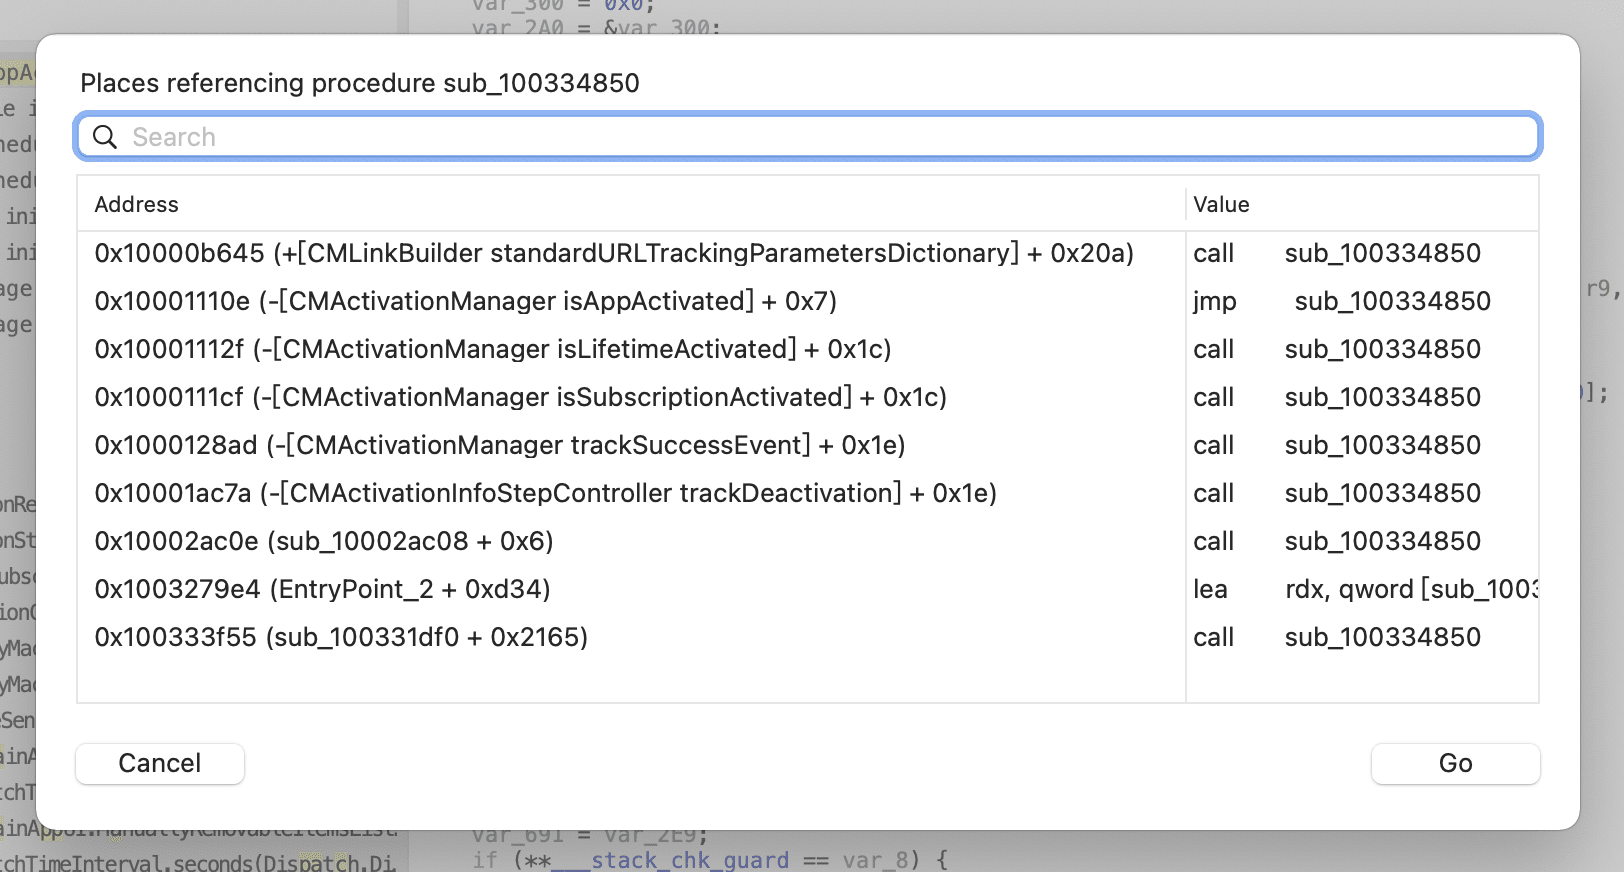 var_300 = 0x0;
var_2A0 = &var_300;
Places referencing procedure sub_100334850
Search
Address Value
0x10000b645 (+[CMLinkBuilder standardURLTrackingParametersDictionary] + 0x20a) call sub_100334850
0x10001110e (-[CMActivationManager isAppActivated] + 0x7) jmp sub_100334850
0x10001112f (-[CMActivationManager isLifetimeActivated] + 0x1c) call sub_100334850
0x1000111cf (-[CMActivationManager isSubscriptionActivated] + 0x1c) call sub_100334850
0x1000128ad (-[CMActivationManager trackSuccessEvent] + 0x1e) call sub_100334850
0x10001ac7a (-[CMActivationInfoStepController trackDeactivation] + 0x1e) call sub_100334850
0x10002ac0e (sub_10002ac08 + 0x6) call sub_100334850
0x1003279e4 (EntryPoint_2 + 0xd34) lea rdx, qword [sub_1003
0x100333f55 (sub_100331df0 + 0x2165) call sub_100334850
r9,
];
Cancel Go
var_691 = var_2E9;
tchTimeInterval.seconds(Dispatch.Di. if (**___stack_chk_guard == var_8) {